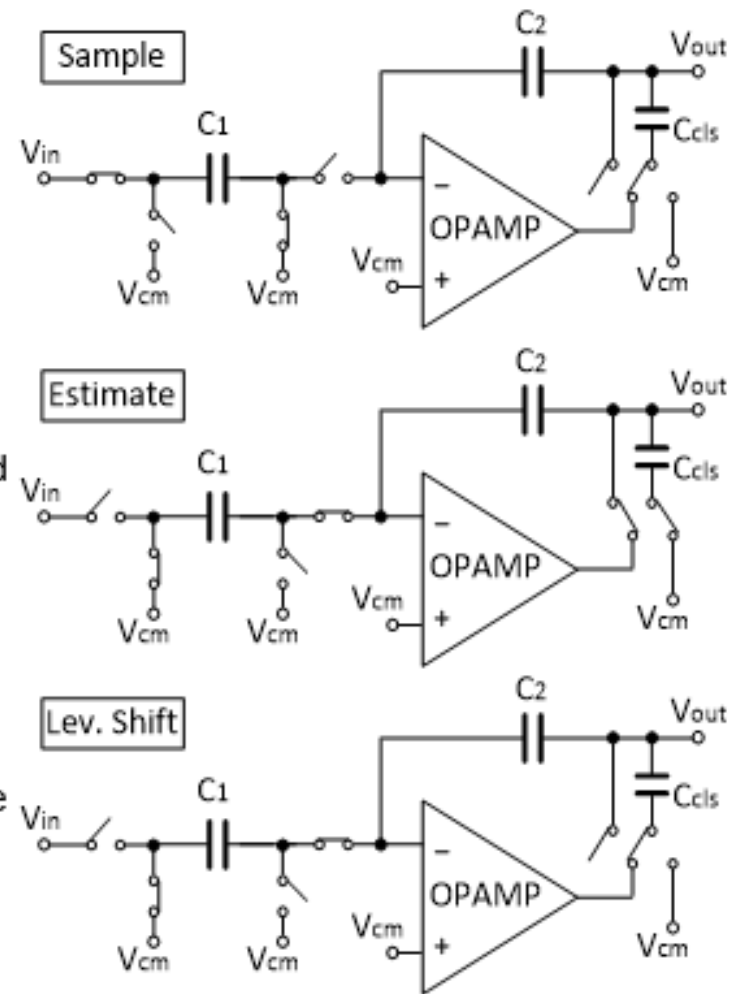 Sample
C2
Vout
C1
Ccls
Vin
OPAMP
−
+
Vcm
Vcm
Vcm
Vcm
Estimate
C2
Vout
C1
Ccls
d
Vin
OPAMP
−
+
Vcm
Vcm
Vcm
Vcm
Lev. Shift
C2
Vout
C1
Ccls
e
Vin
OPAMP
−
+
Vcm
Vcm
Vcm
Vcm